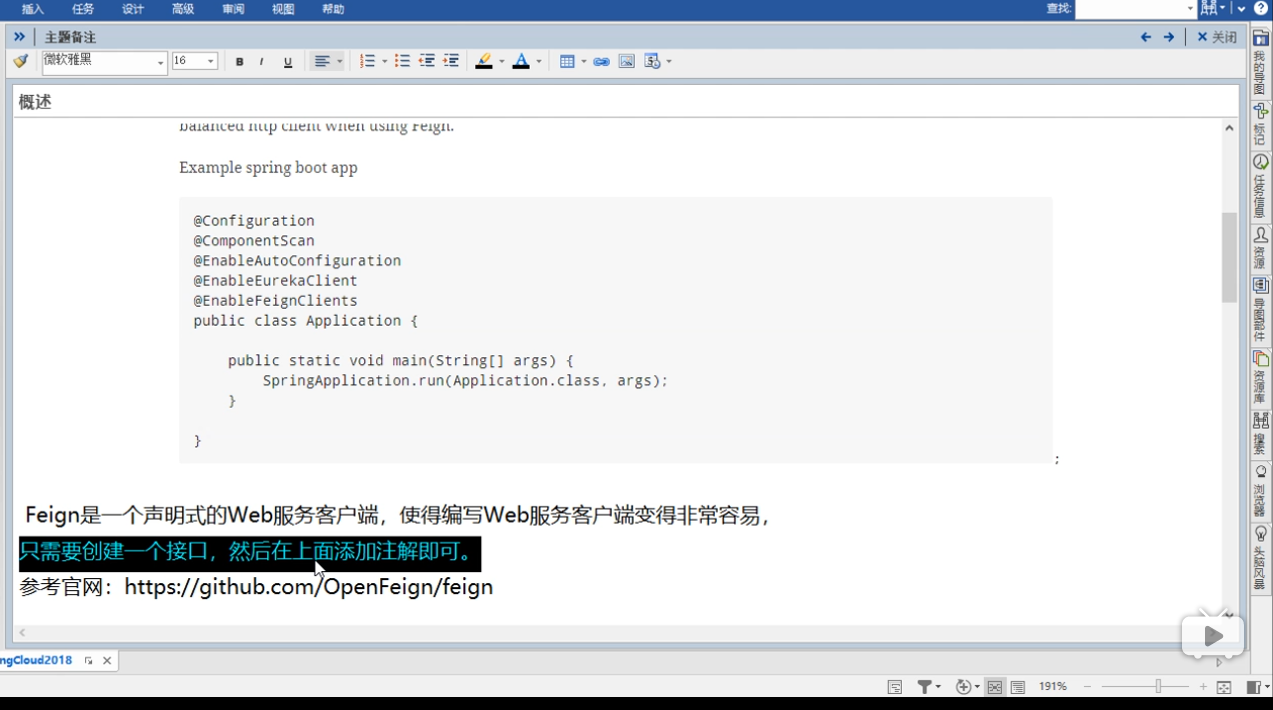 插入 任务 设计 高级 审阅 视图 帮助 查找:
主题备注 关闭
微软雅黑 16 B I U A
概述
balanced http client when using Feign.
Example spring boot app
@Configuration
@ComponentScan
@EnableAutoConfiguration
@EnableEurekaClient
@EnableFeignClients
public class Application {
public static void main(String[] args) {
SpringApplication.run(Application.class, args);
}
}
;
Feign是一个声明式的Web服务客户端，使得编写Web服务客户端变得非常容易，
只需要创建一个接口，然后在上面添加注解即可。
参考官网：https://github.com/OpenFeign/feign
ngCloud2018
191%
我的导图
标记
任务信息
资源
导图部件
资源库
搜索
浏览器
头脑风暴